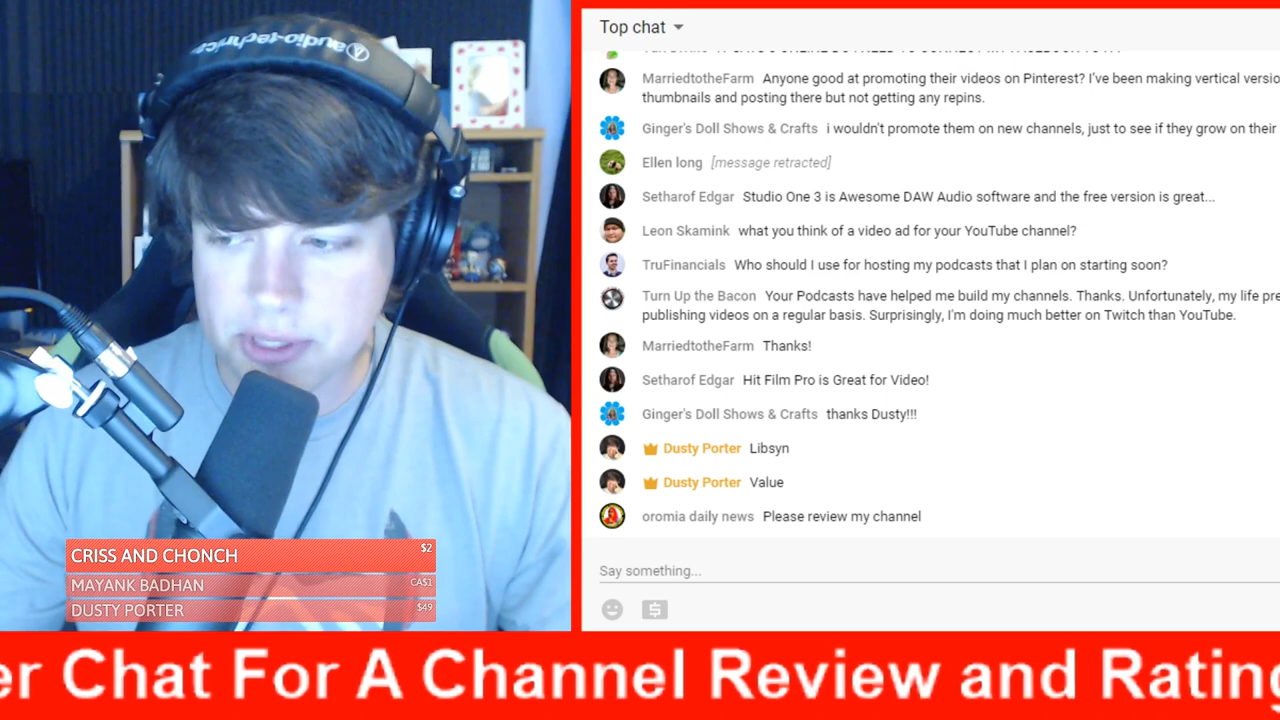 audio-technica
Top chat
MarriedtotheFarm Anyone good at promoting their videos on Pinterest? I've been making vertical versio
thumbnails and posting there but not getting any repins.
Ginger's Doll Shows & Crafts i wouldn't promote them on new channels, just to see if they grow on their
Ellen long [message retracted]
Setharof Edgar Studio One 3 is Awesome DAW Audio software and the free version is great...
Leon Skamink what you think of a video ad for your YouTube channel?
TruFinancials Who should I use for hosting my podcasts that I plan on starting soon?
Turn Up the Bacon Your Podcasts have helped me build my channels. Thanks. Unfortunately, my life pre
publishing videos on a regular basis. Surprisingly, I'm doing much better on Twitch than YouTube.
MarriedtotheFarm Thanks!
Setharof Edgar Hit Film Pro is Great for Video!
Ginger's Doll Shows & Crafts thanks Dusty!!!
Dusty Porter Libsyn
Dusty Porter Value
oromia daily news Please review my channel
Say something...
CRISS AND CHONCH $2
MAYANK BADHAN CA$1
DUSTY PORTER $49
er Chat For A Channel Review and Rating